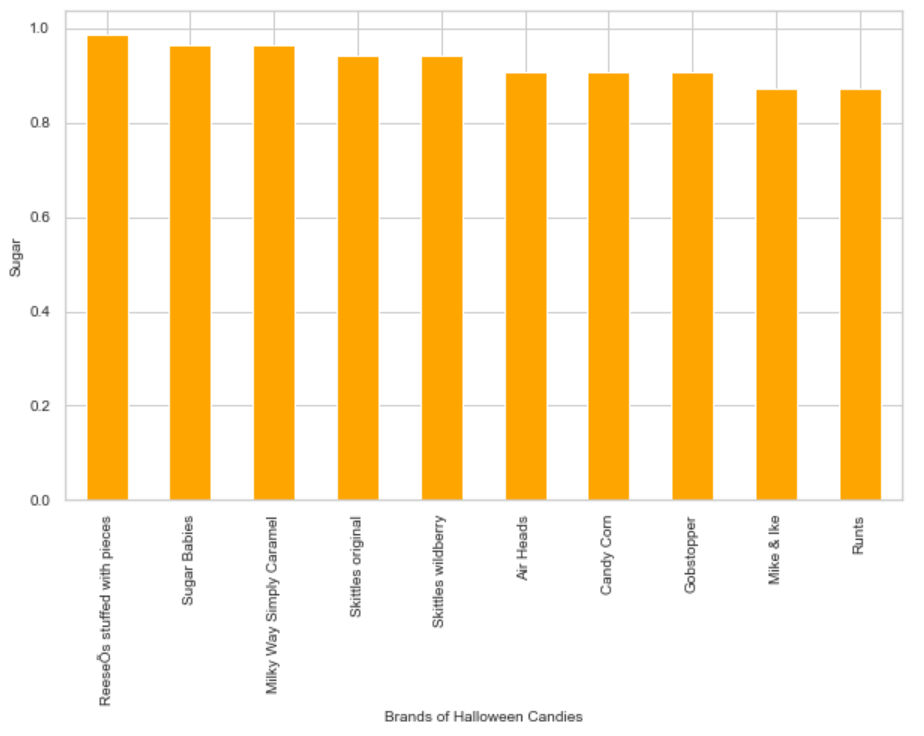 1.0
0.8
0.6
0.4
0.2
0.0
Sugar
ReeseÕs stuffed with pieces
Sugar Babies
Milky Way Simply Caramel
Skittles original
Skittles wildberry
Air Heads
Candy Corn
Gobstopper
Mike & Ike
Runts
Brands of Halloween Candies